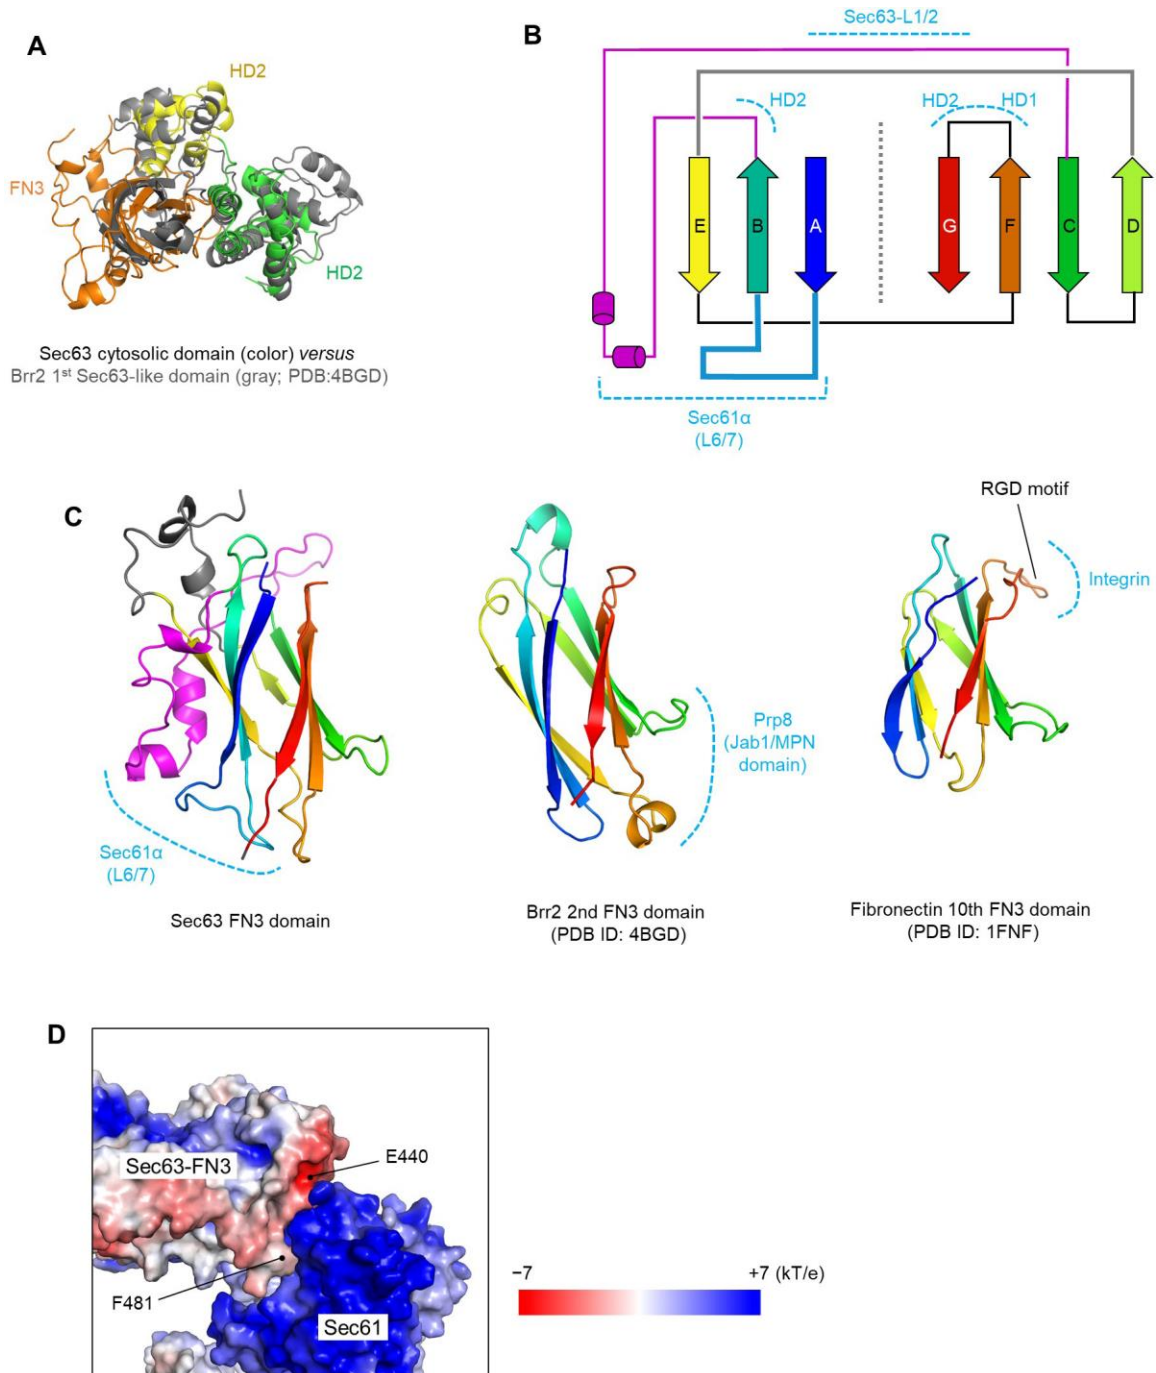 A
HD2
FN3
HD2
Sec63 cytosolic domain (color) versus
Brr2 1st Sec63-like domain (gray; PDB:4BGD)
B
Sec63-L1/2
HD2
HD2
HD1
E
B
A
G
F
C
D
Sec61α
(L6/7)
C
RGD motif
Integrin
Prp8
(Jab1/MPN
domain)
Sec61α
(L6/7)
Sec63 FN3 domain
Brr2 2nd FN3 domain
(PDB ID: 4BGD)
Fibronectin 10th FN3 domain
(PDB ID: 1FNF)
D
Sec63-FN3
E440
F481
Sec61
−7
+7 (kT/e)